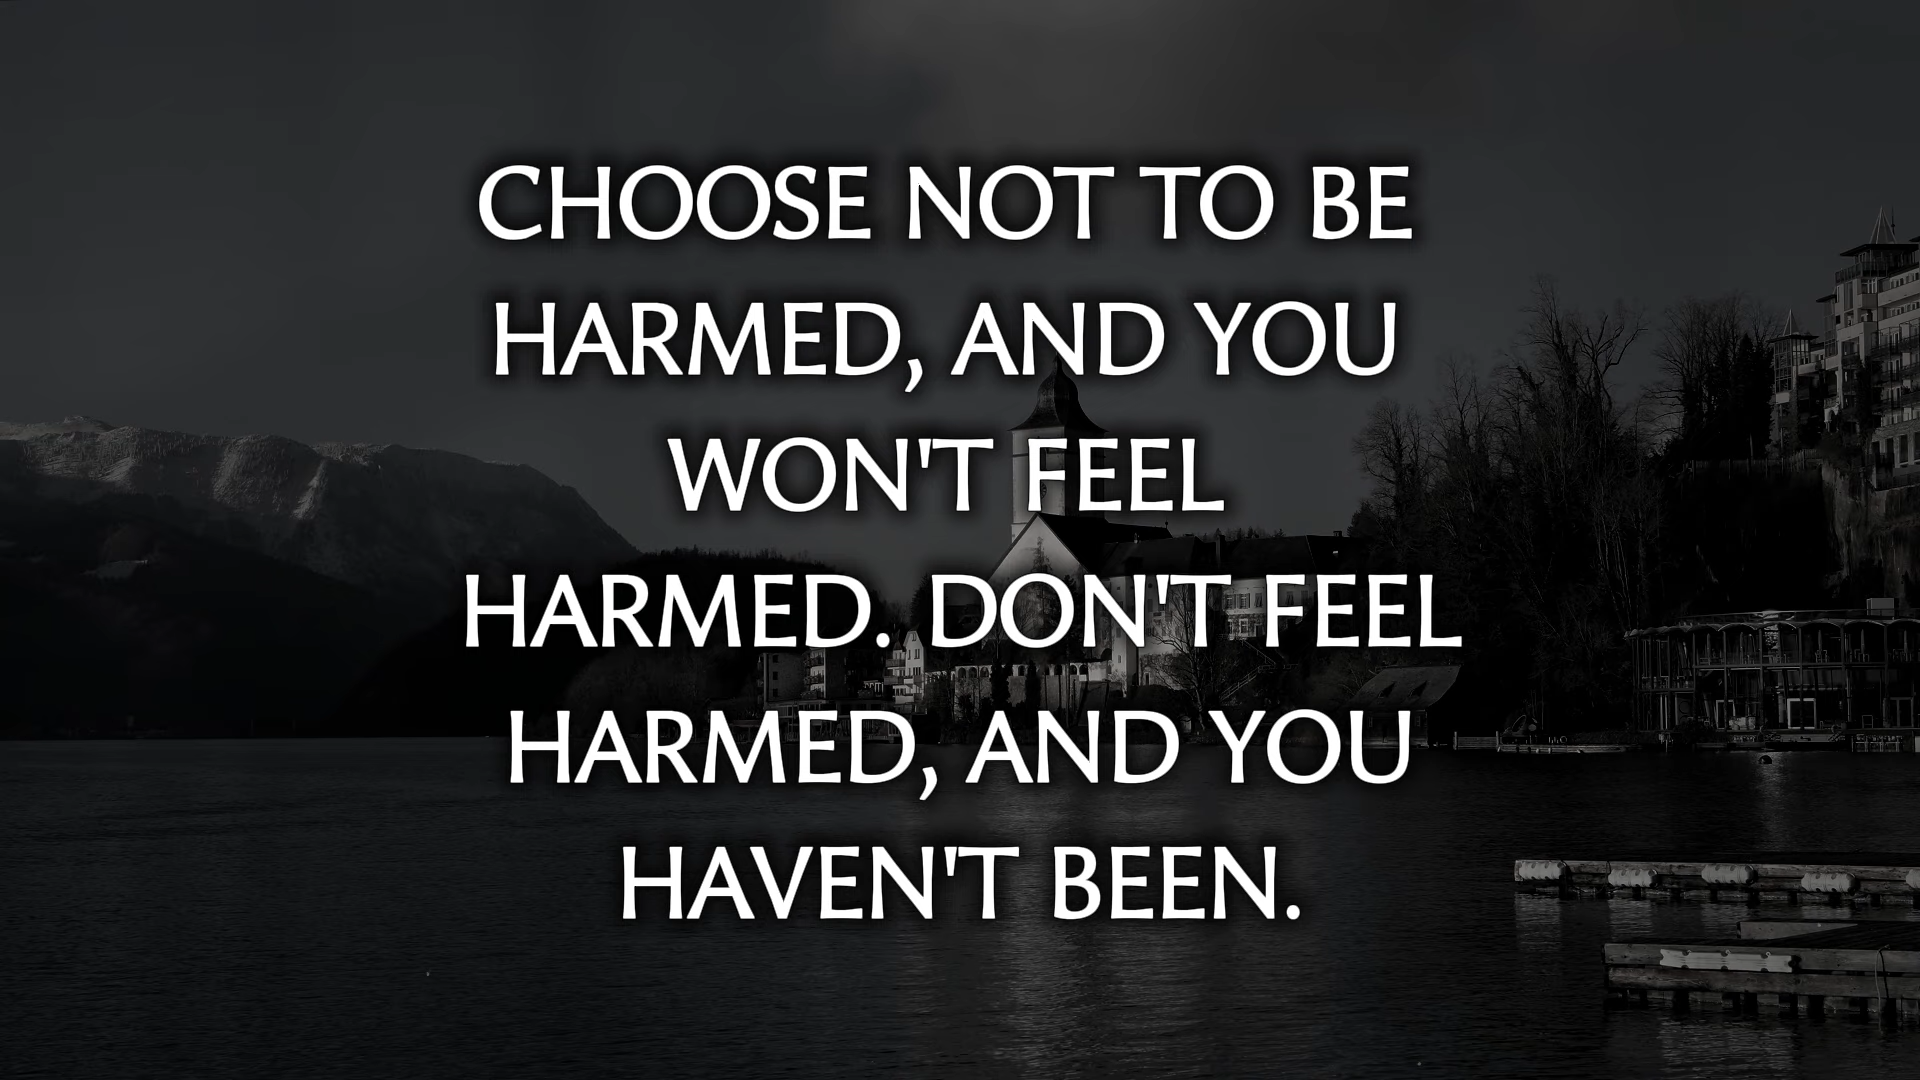 CHOOSE NOT TO BE
HARMED, AND YOU
WON'T FEEL
HARMED. DON'T FEEL
HARMED, AND YOU
HAVEN'T BEEN.